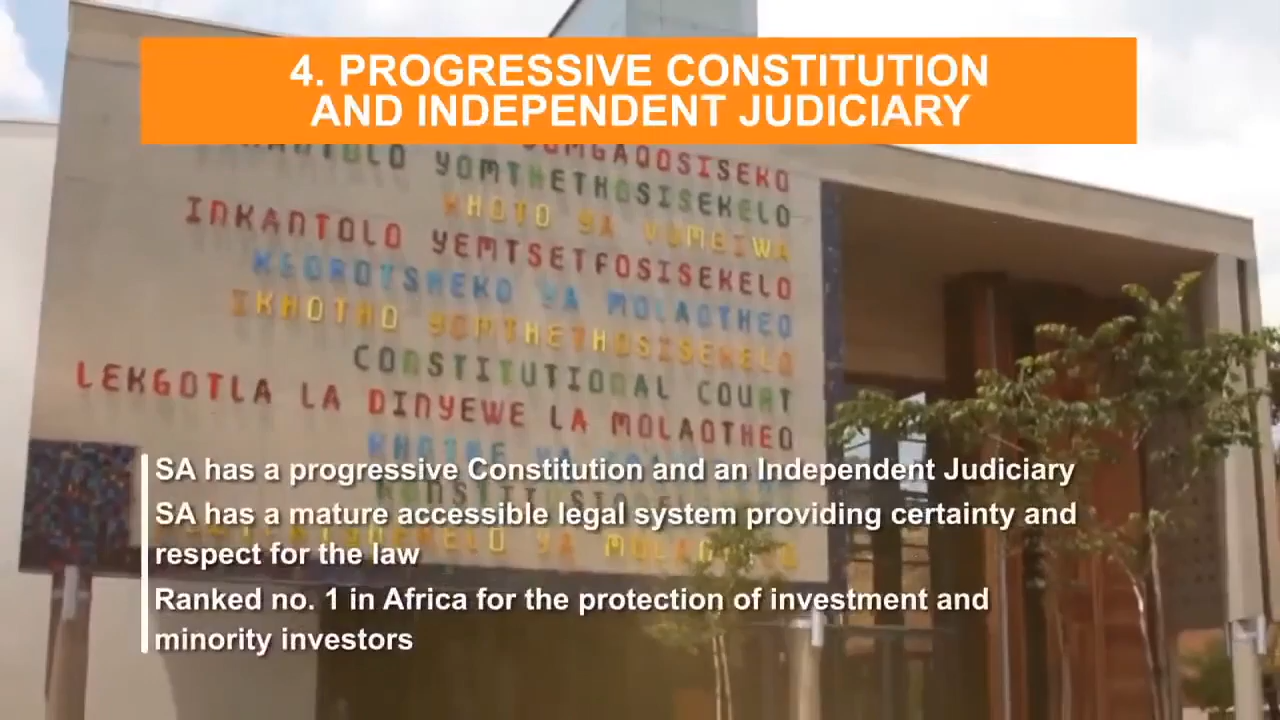 4. PROGRESSIVE CONSTITUTION
AND INDEPENDENT JUDICIARY
YOMTHETHOSISEKELO
KHOTO YA VUMBIWA
INKANTOLO YEMTSETFOSISEKELO
KGOROTSHEKO YA MOLAOTHEO
IKHOTHO YOMTHETHOSISEKELO
CONSTITUTIONAL COURT
LEKGOTLA LA DINYEWE LA MOLAOTHEO
SA has a progressive Constitution and an Independent Judiciary
SA has a mature accessible legal system providing certainty and
respect for the law
Ranked no. 1 in Africa for the protection of investment and
minority investors